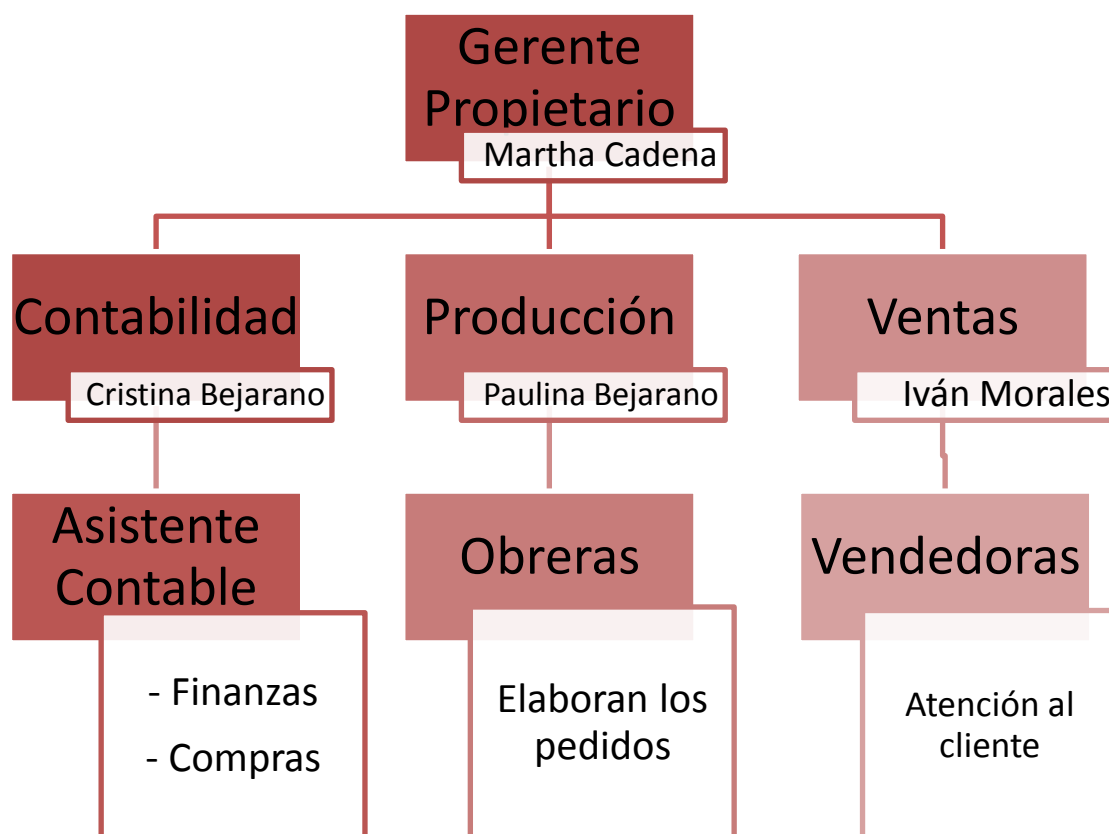 Gerente
Propietario
Martha Cadena
Contabilidad
Cristina Bejarano
Producción
Paulina Bejarano
Ventas
Iván Morales
Asistente
Contable
- Finanzas
- Compras
Obreras
Elaboran los
pedidos
Vendedoras
Atención al
cliente